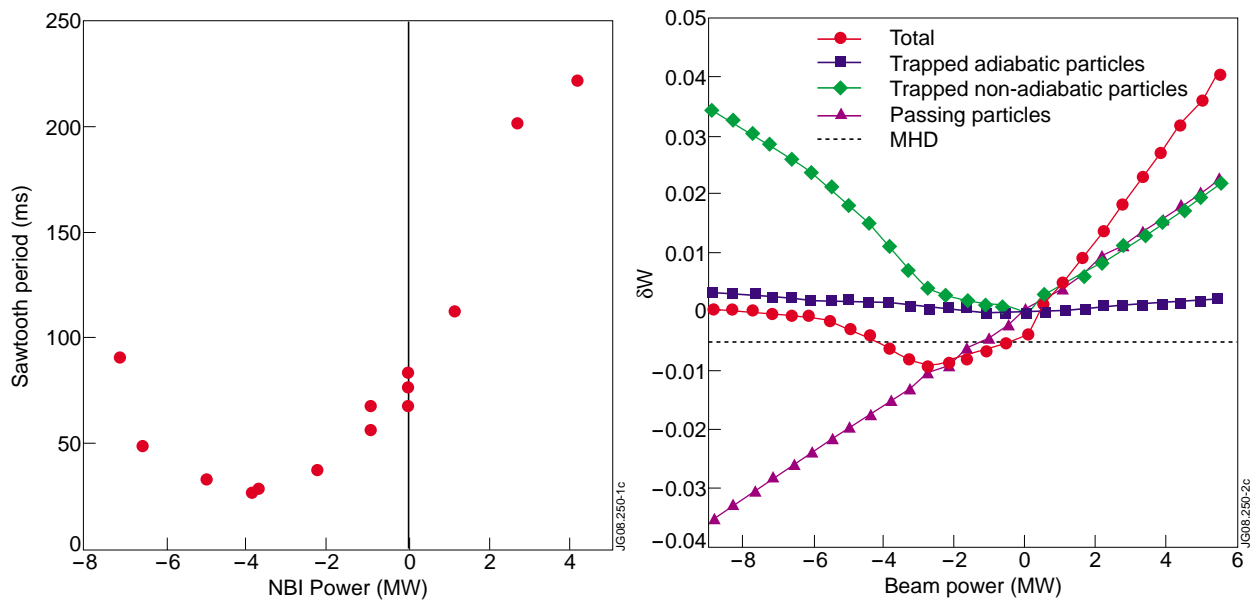 250
200
150
100
50
0
Sawtooth period (ms)
−8
−6
−4
−2
0
2
4
NBI Power (MW)
JG08.250-1c
0.05
0.04
0.03
0.02
0.01
0
−0.01
−0.02
−0.03
−0.04
δW
Total
Trapped adiabatic particles
Trapped non-adiabatic particles
Passing particles
MHD
−8
−6
−4
−2
0
2
4
6
Beam power (MW)
JG08.250-2c